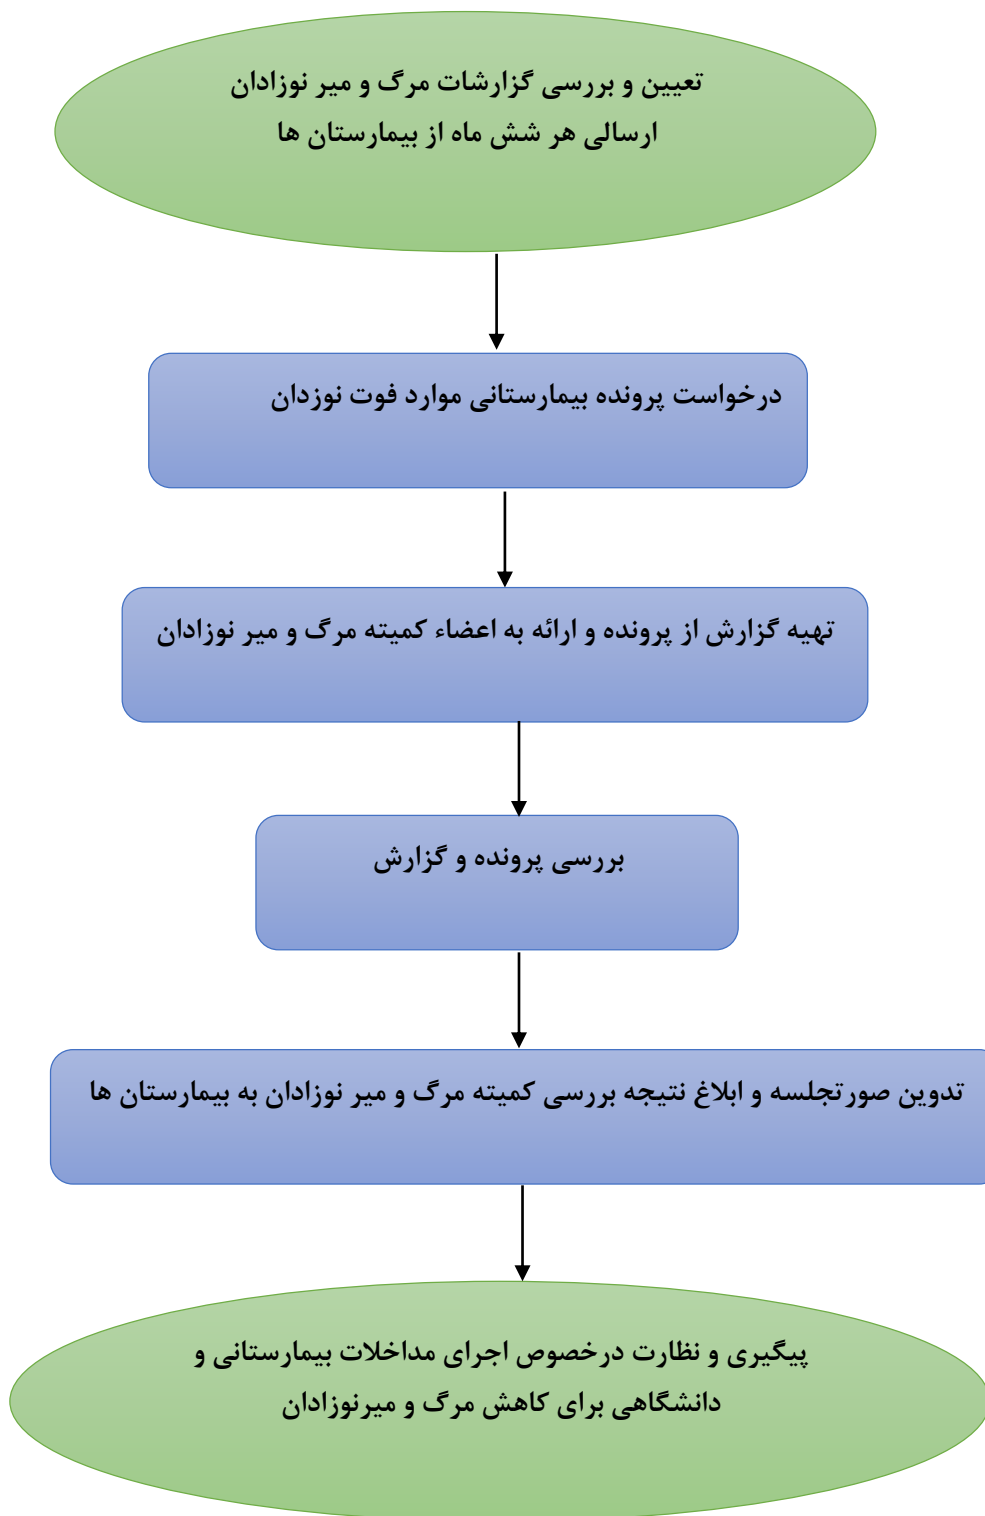 تعیین و بررسی گزارشات مرگ و میر نوزادان
ارسالی هر شش ماه از بیمارستان ها
درخواست پرونده بیمارستانی موارد فوت نوزدان
تهیه گزارش از پرونده و ارائه به اعضاء کمیته مرگ و میر نوزادان
بررسی پرونده و گزارش
تدوین صورتجلسه و ابلاغ نتیجه بررسی کمیته مرگ و میر نوزادان به بیمارستان ها
پیگیری و نظارت درخصوص اجرای مداخلات بیمارستانی و
دانشگاهی برای کاهش مرگ و میرنوزادان